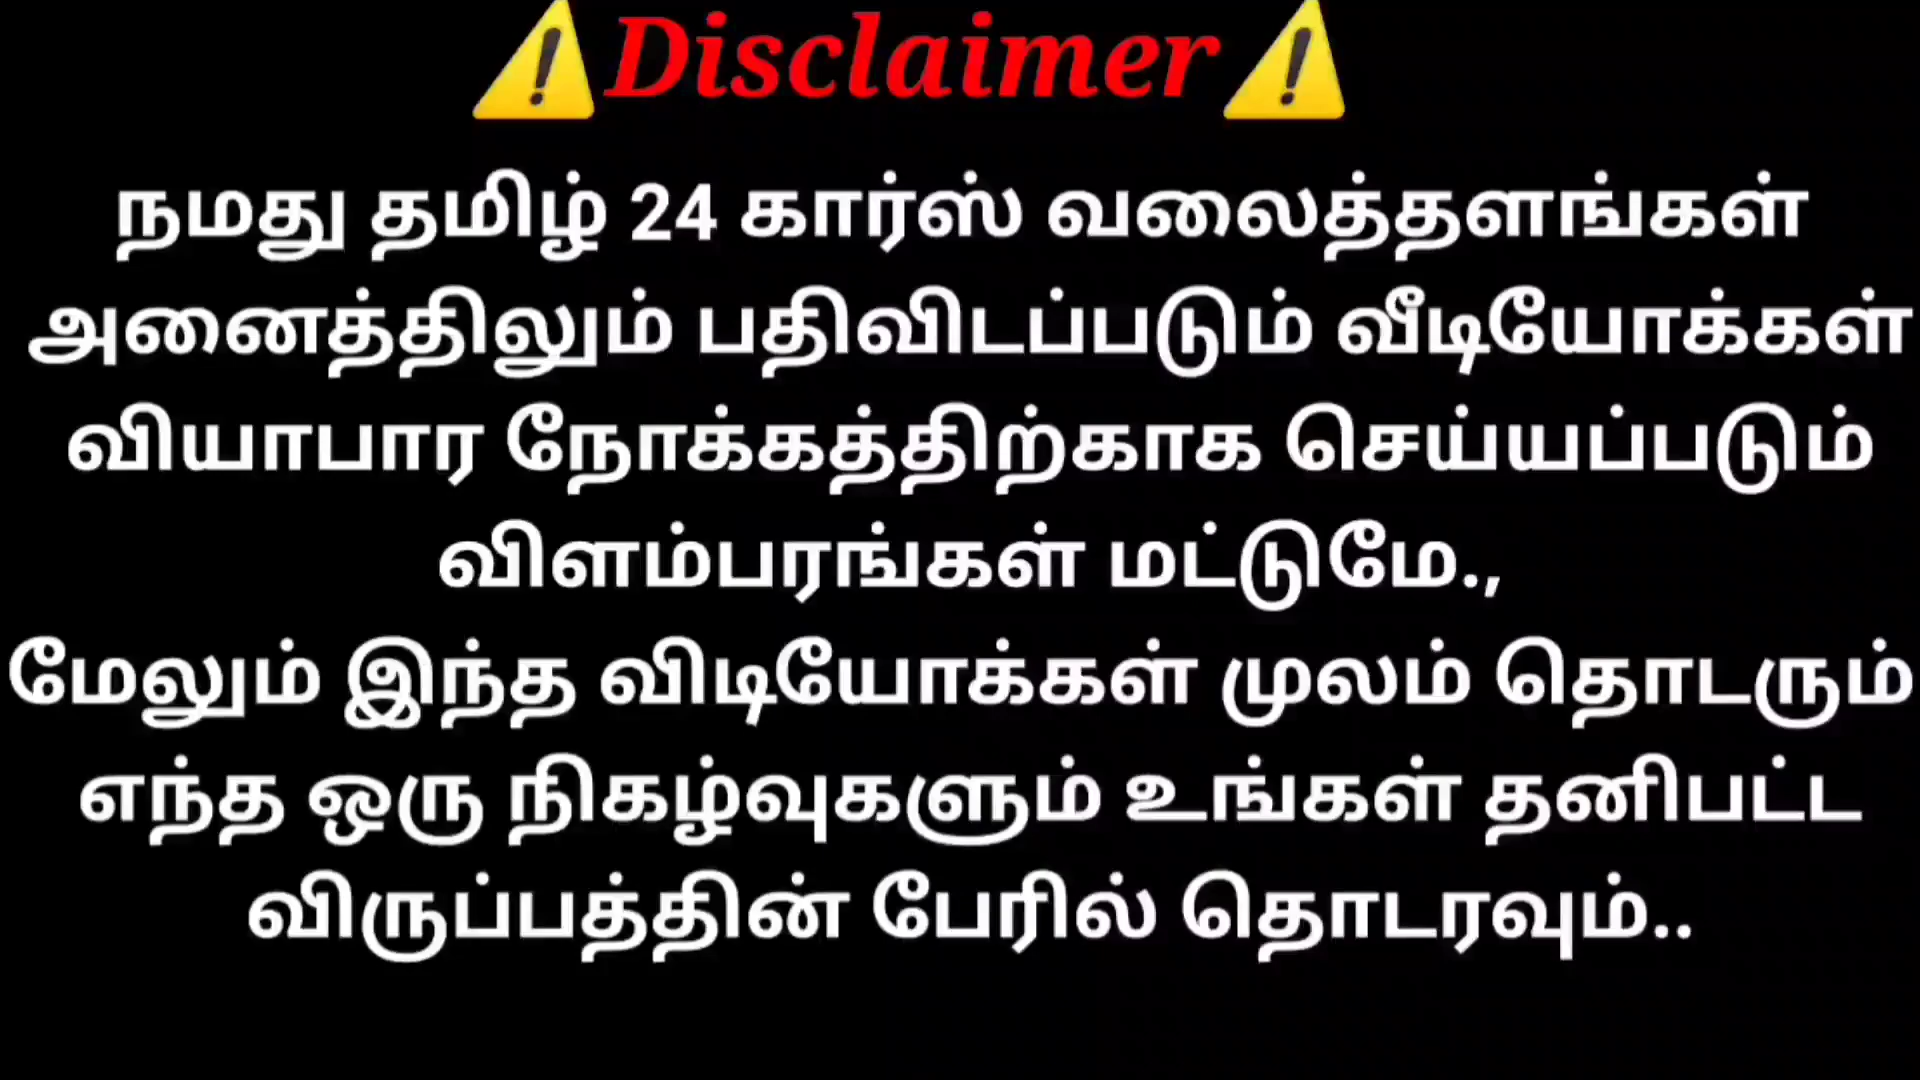 ⚠️Disclaimer⚠️
நமது தமிழ் 24 கார்ஸ் வலைத்தளங்கள்
அனைத்திலும் பதிவிடப்படும் வீடியோக்கள்
வியாபார நோக்கத்திற்காக செய்யப்படும்
விளம்பரங்கள் மட்டுமே.,
மேலும் இந்த விடியோக்கள் முலம் தொடரும்
எந்த ஒரு நிகழ்வுகளும் உங்கள் தனிபட்ட
விருப்பத்தின் பேரில் தொடரவும்..